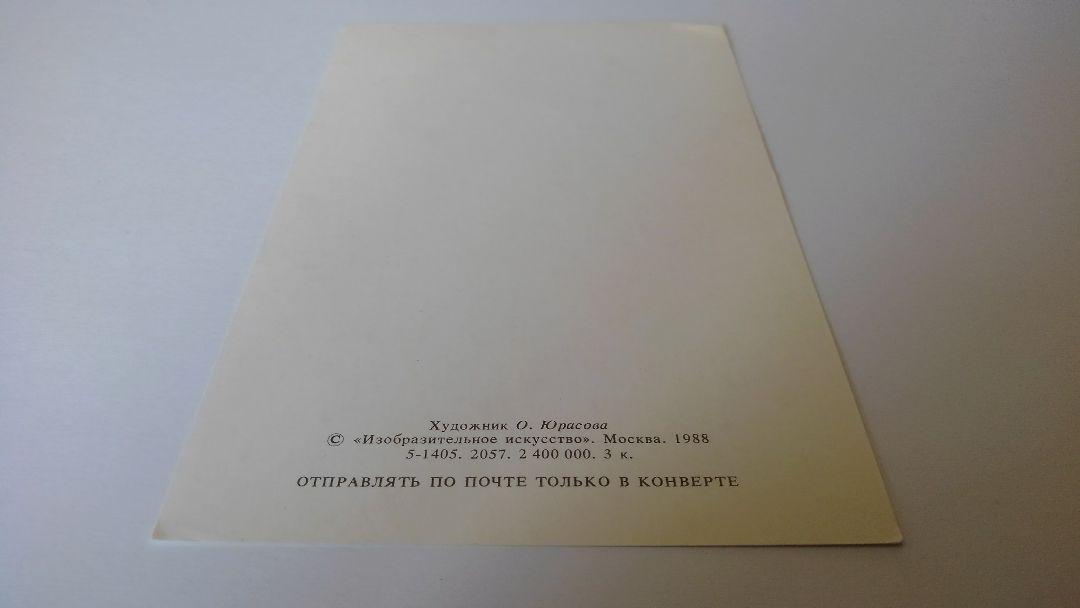 Художник О. Юрасова
© «Изобразительное искусство». Москва. 1988
5-1405. 2057. 2 400 000. 3 к.
ОТПРАВЛЯТЬ ПО ПОЧТЕ ТОЛЬКО В КОНВЕРТЕ